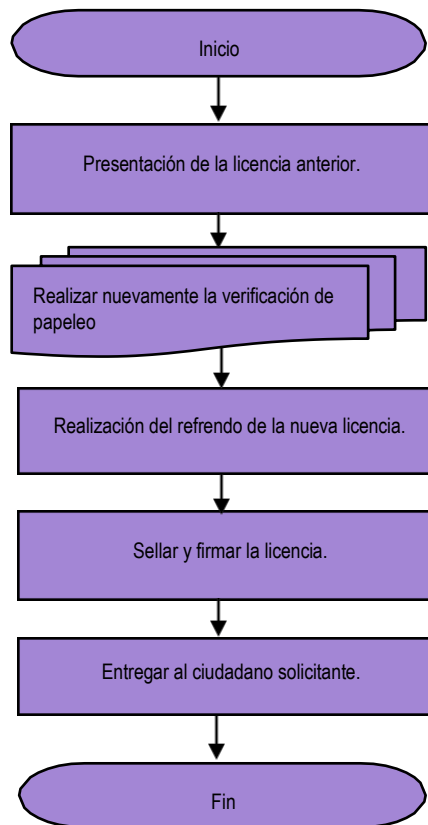 Inicio
Presentación de la licencia anterior.
Realizar nuevamente la verificación de
papeleo
Realización del refrendo de la nueva licencia.
Sellar y firmar la licencia.
Entregar al ciudadano solicitante.
Fin